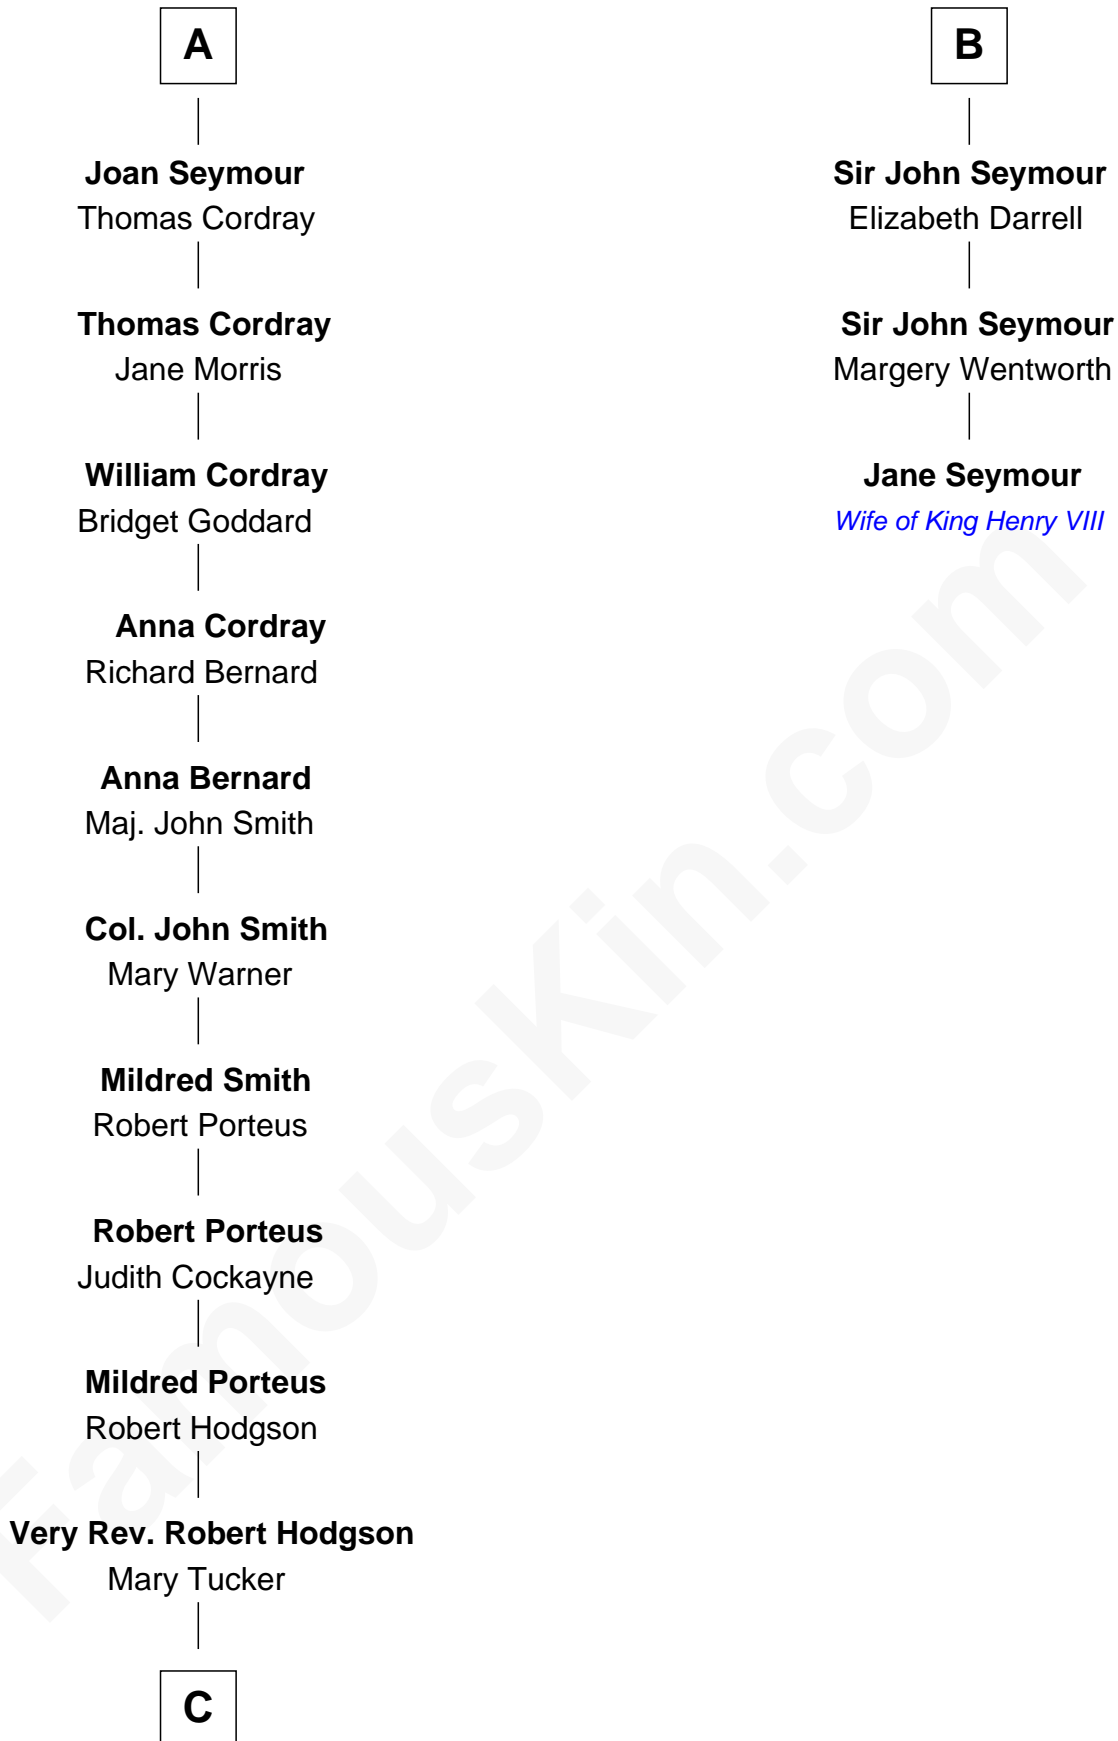 A
Joan Seymour
Thomas Cordray
Thomas Cordray
Jane Morris
William Cordray
Bridget Goddard
Anna Cordray
Richard Bernard
Anna Bernard
Maj. John Smith
Col. John Smith
Mary Warner
Mildred Smith
Robert Porteus
Robert Porteus
Judith Cockayne
Mildred Porteus
Robert Hodgson
Very Rev. Robert Hodgson
Mary Tucker
C
B
Sir John Seymour
Elizabeth Darrell
Sir John Seymour
Margery Wentworth
Jane Seymour
Wife of King Henry VIII
FamousKin.com